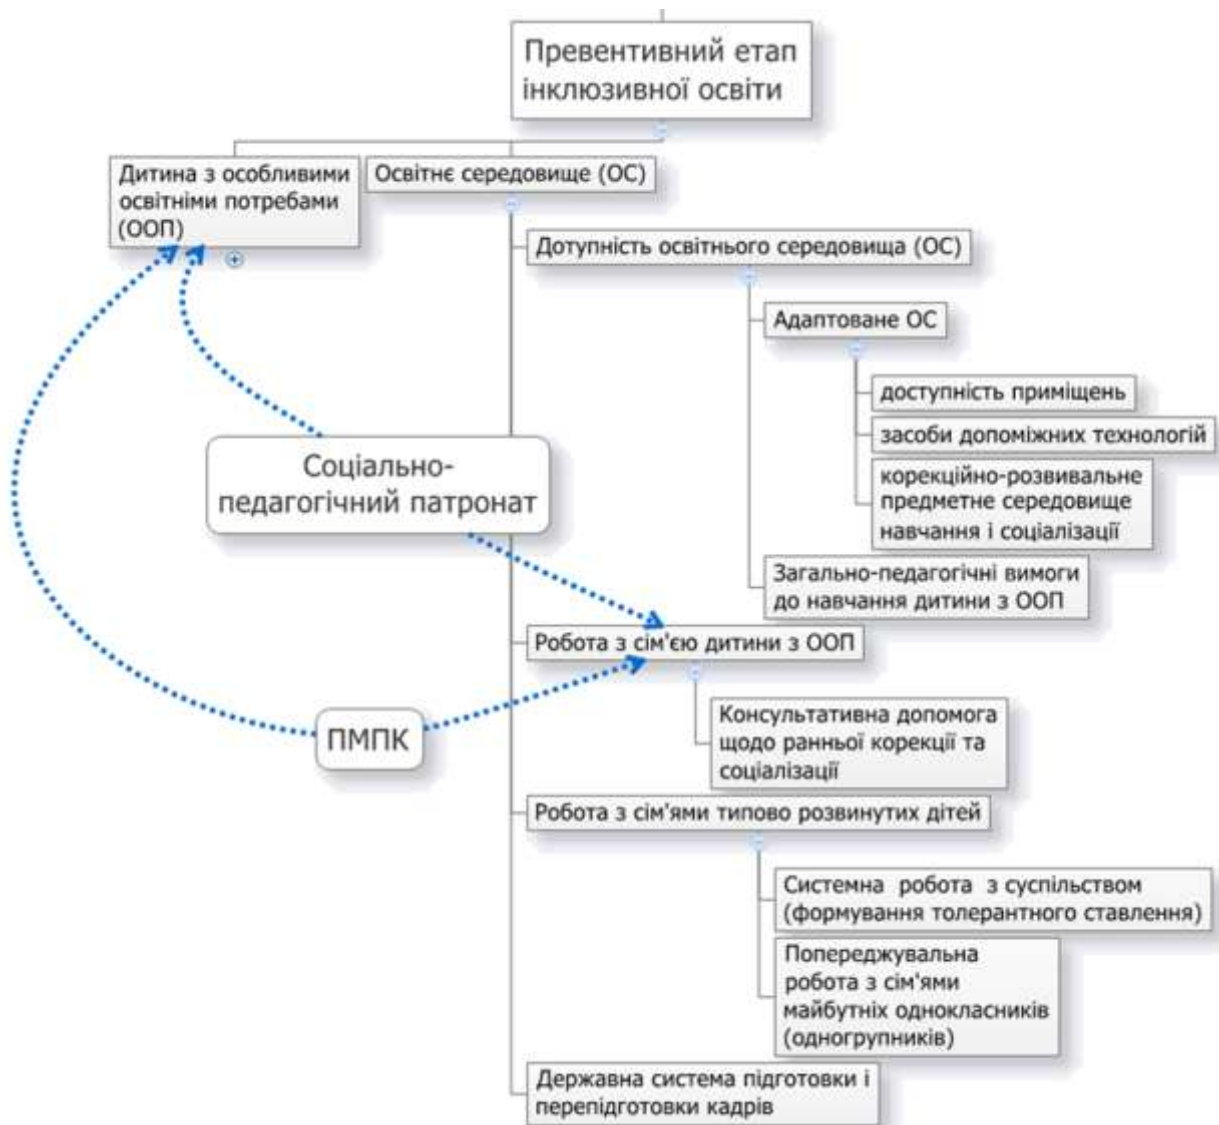 Превентивний етап
інклюзивної освіти
Дитина з особливими
освітніми потребами
(ООП)
Освітнє середовище (ОС)
Дотупність освітнього середовища (ОС)
Адаптоване ОС
доступність приміщень
засоби допоміжних технологій
корекційно-розвивальне
предметне середовище
навчання і соціалізації
Соціально-
педагогічний патронат
Загально-педагогічні вимоги
до навчання дитини з ООП
Робота з сім'єю дитини з ООП
Консультативна допомога
щодо ранньої корекції та
соціалізації
ПМПК
Робота з сім'ями типово розвинутих дітей
Системна робота з суспільством
(формування толерантного ставлення)
Попереджувальна
робота з сім'ями
майбутніх однокласників
(одногрупників)
Державна система підготовки і
перепідготовки кадрів